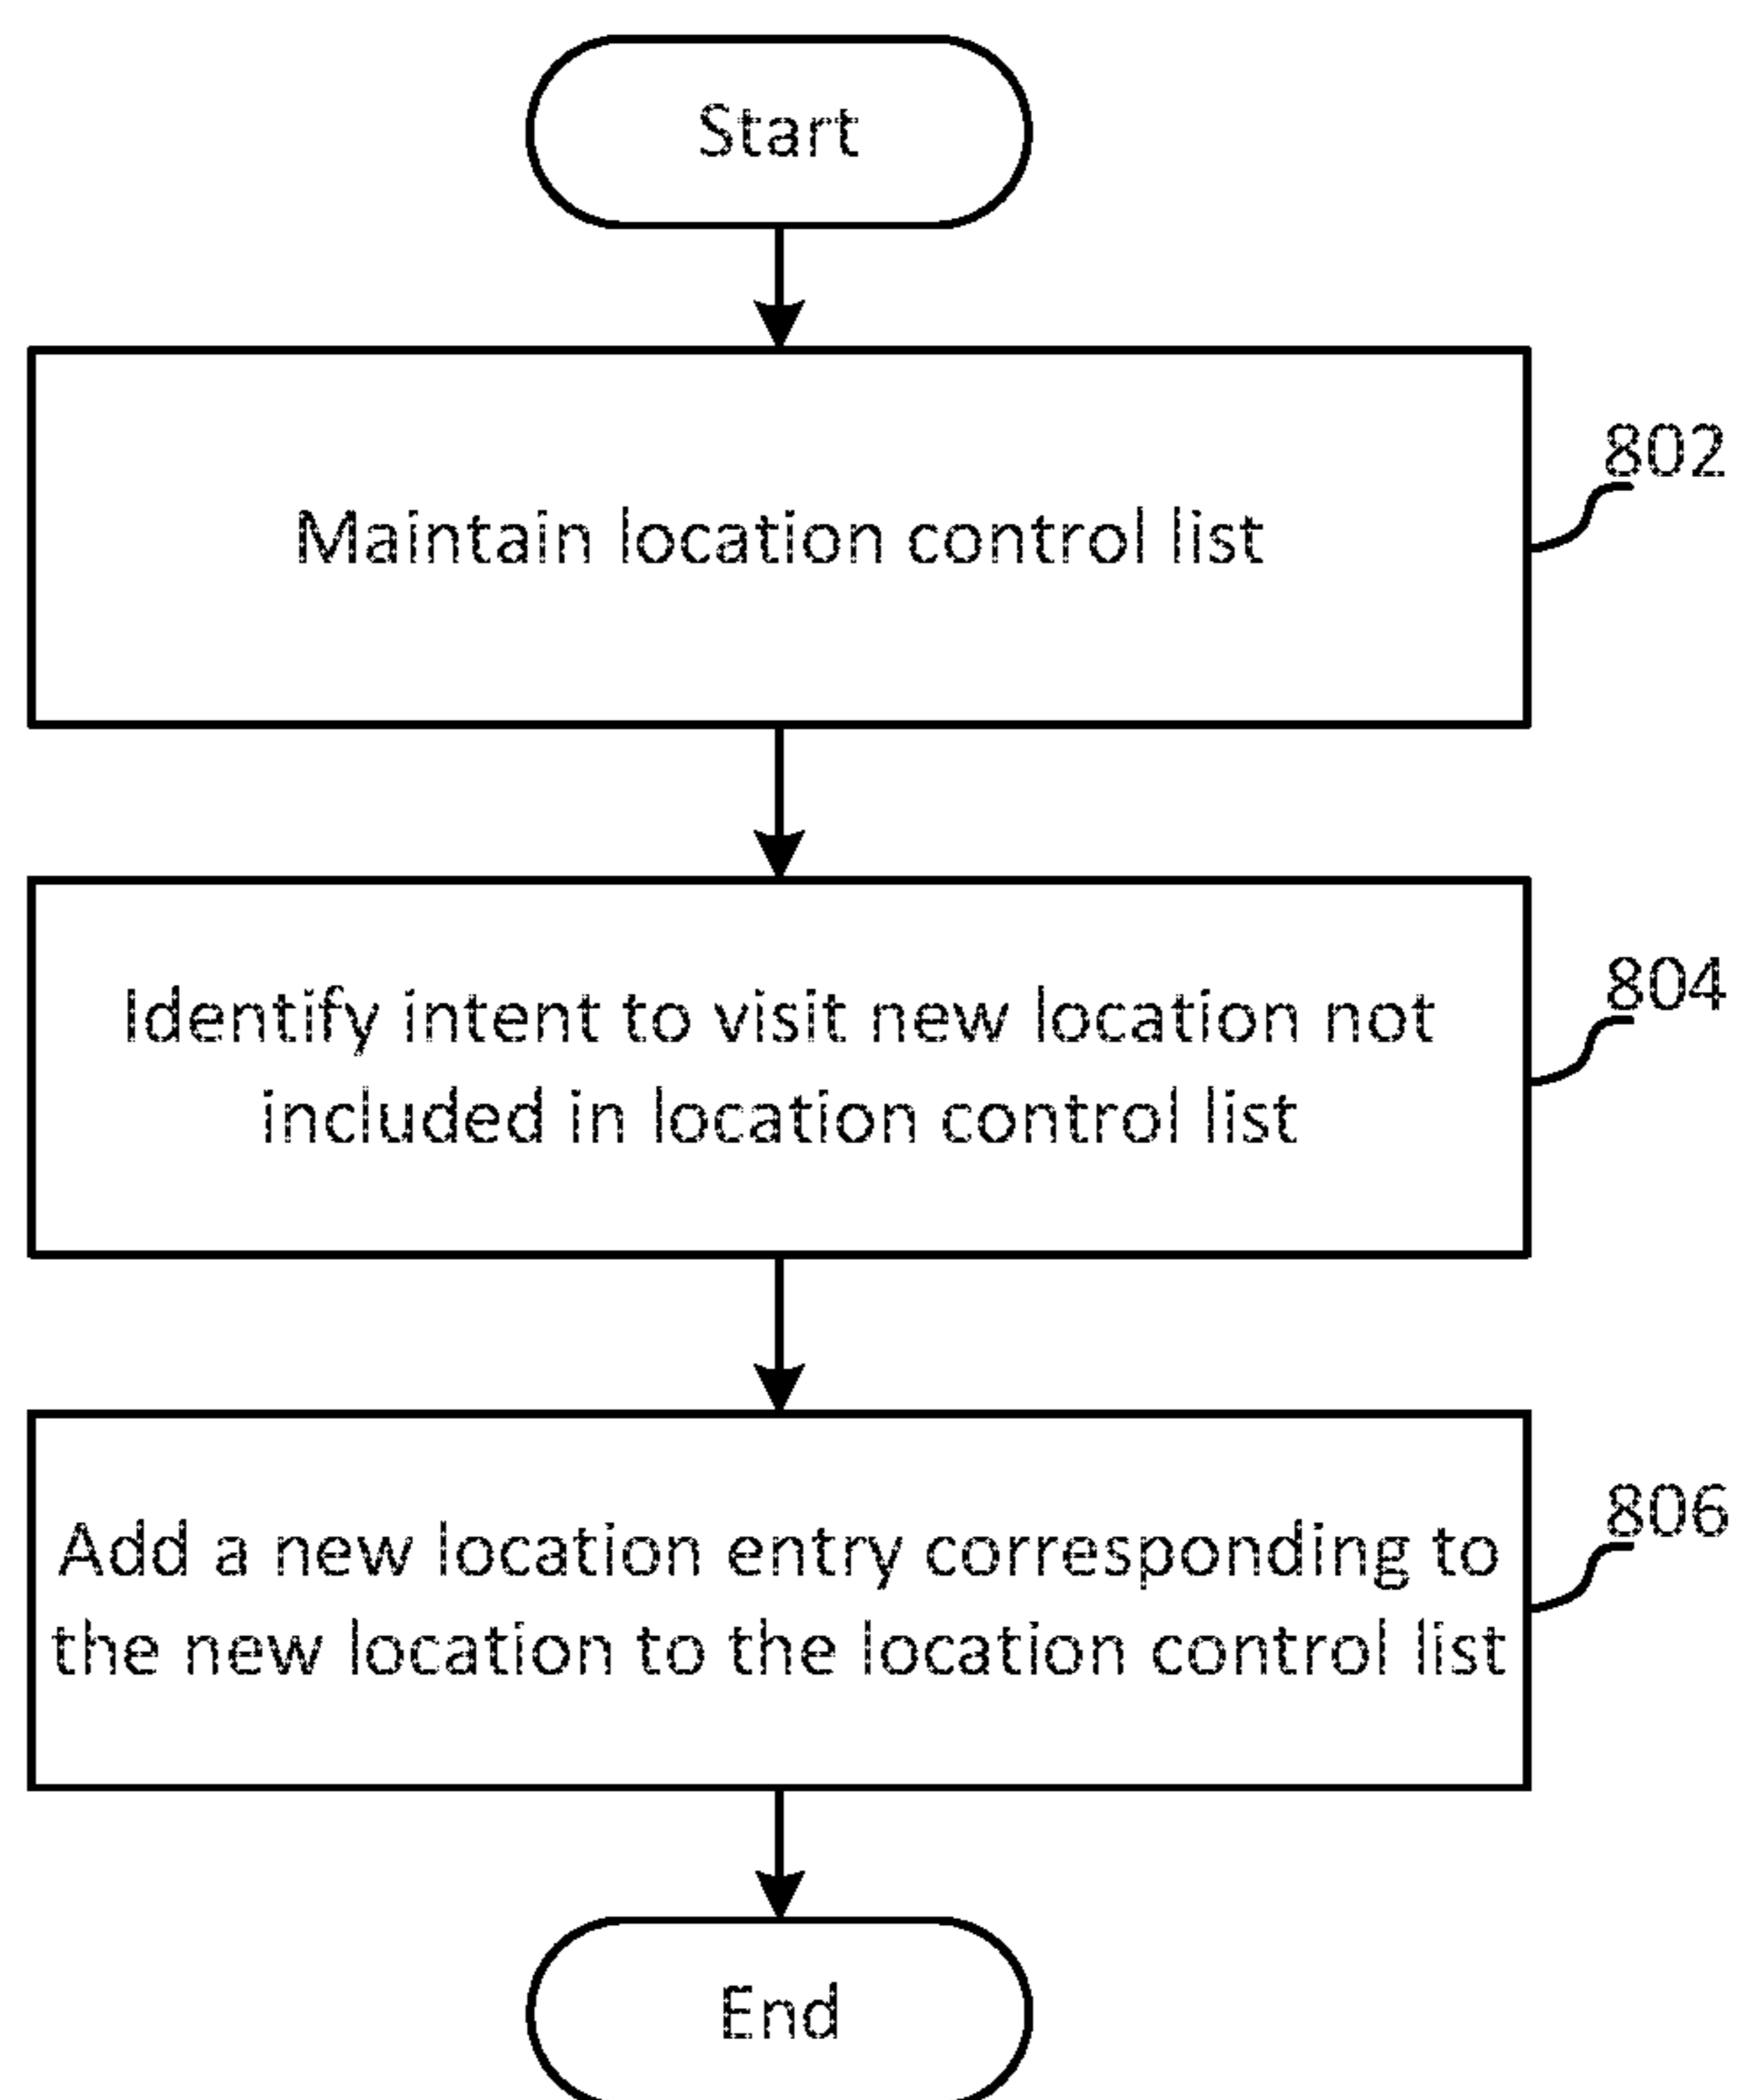 Start
802
Maintain location control list
804
Identify intent to visit new location not
included in location control list
806
Add a new location entry corresponding to
the new location to the location control list
End